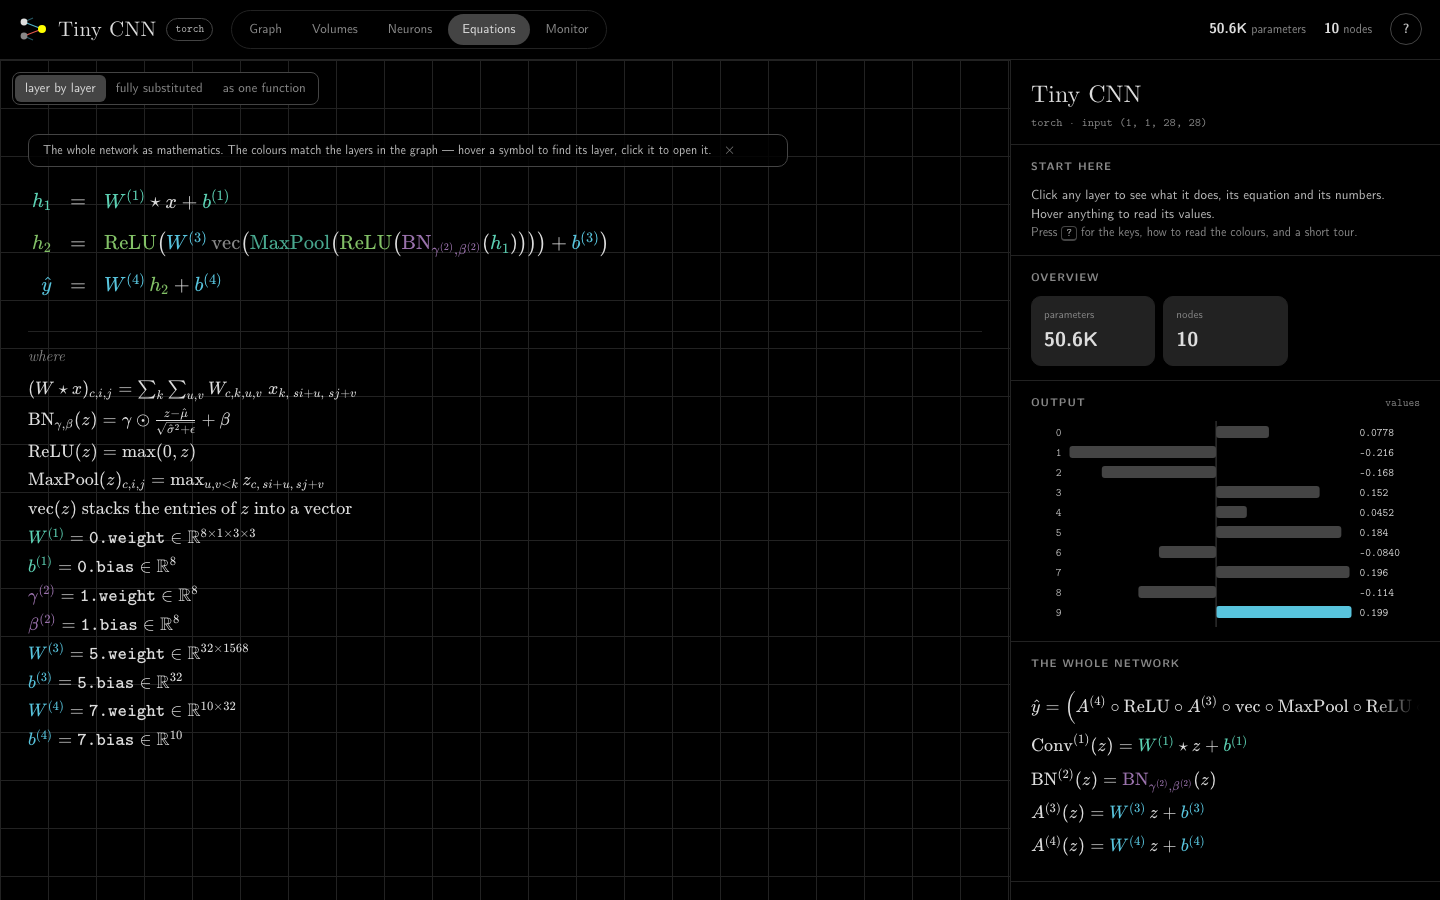 Tiny CNN torch Graph Volumes Neurons Equations Monitor 50.6K parameters 10 nodes ?
layer by layer fully substituted as one function
The whole network as mathematics. The colours match the layers in the graph — hover a symbol to find its layer, click it to open it. ×
h₁ = W⁽¹⁾ ⋆ x + b⁽¹⁾
h₂ = ReLU(W⁽³⁾ vec(MaxPool(ReLU(BN_{γ⁽²⁾,β⁽²⁾}(h₁)))) + b⁽³⁾)
ŷ = W⁽⁴⁾ h₂ + b⁽⁴⁾
where
(W ⋆ x)_{c,i,j} = ∑_k ∑_{u,v} W_{c,k,u,v} x_{k, si+u, sj+v}
BN_{γ,β}(z) = γ ⊙ (z−μ̂)/√(σ̂²+ϵ) + β
ReLU(z) = max(0, z)
MaxPool(z)_{c,i,j} = max_{u,v<k} z_{c, si+u, sj+v}
vec(z) stacks the entries of z into a vector
W⁽¹⁾ = 0.weight ∈ ℝ^{8×1×3×3}
b⁽¹⁾ = 0.bias ∈ ℝ⁸
γ⁽²⁾ = 1.weight ∈ ℝ⁸
β⁽²⁾ = 1.bias ∈ ℝ⁸
W⁽³⁾ = 5.weight ∈ ℝ^{32×1568}
b⁽³⁾ = 5.bias ∈ ℝ³²
W⁽⁴⁾ = 7.weight ∈ ℝ^{10×32}
b⁽⁴⁾ = 7.bias ∈ ℝ¹⁰
Tiny CNN
torch · input (1, 1, 28, 28)
START HERE
Click any layer to see what it does, its equation and its numbers.
Hover anything to read its values.
Press ? for the keys, how to read the colours, and a short tour.
OVERVIEW
parameters
50.6K
nodes
10
OUTPUT values
0 0.0778
1 -0.216
2 -0.168
3 0.152
4 0.0452
5 0.184
6 -0.0840
7 0.196
8 -0.114
9 0.199
THE WHOLE NETWORK
ŷ = (A⁽⁴⁾ ∘ ReLU ∘ A⁽³⁾ ∘ vec ∘ MaxPool ∘ ReLU
Conv⁽¹⁾(z) = W⁽¹⁾ ⋆ z + b⁽¹⁾
BN⁽²⁾(z) = BN_{γ⁽²⁾,β⁽²⁾}(z)
A⁽³⁾(z) = W⁽³⁾ z + b⁽³⁾
A⁽⁴⁾(z) = W⁽⁴⁾ z + b⁽⁴⁾